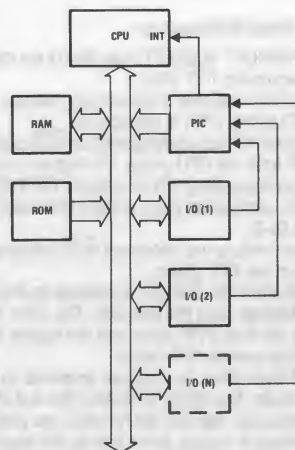 CPU INT
RAM
PIC
ROM
I/O (1)
I/O (2)
I/O (N)